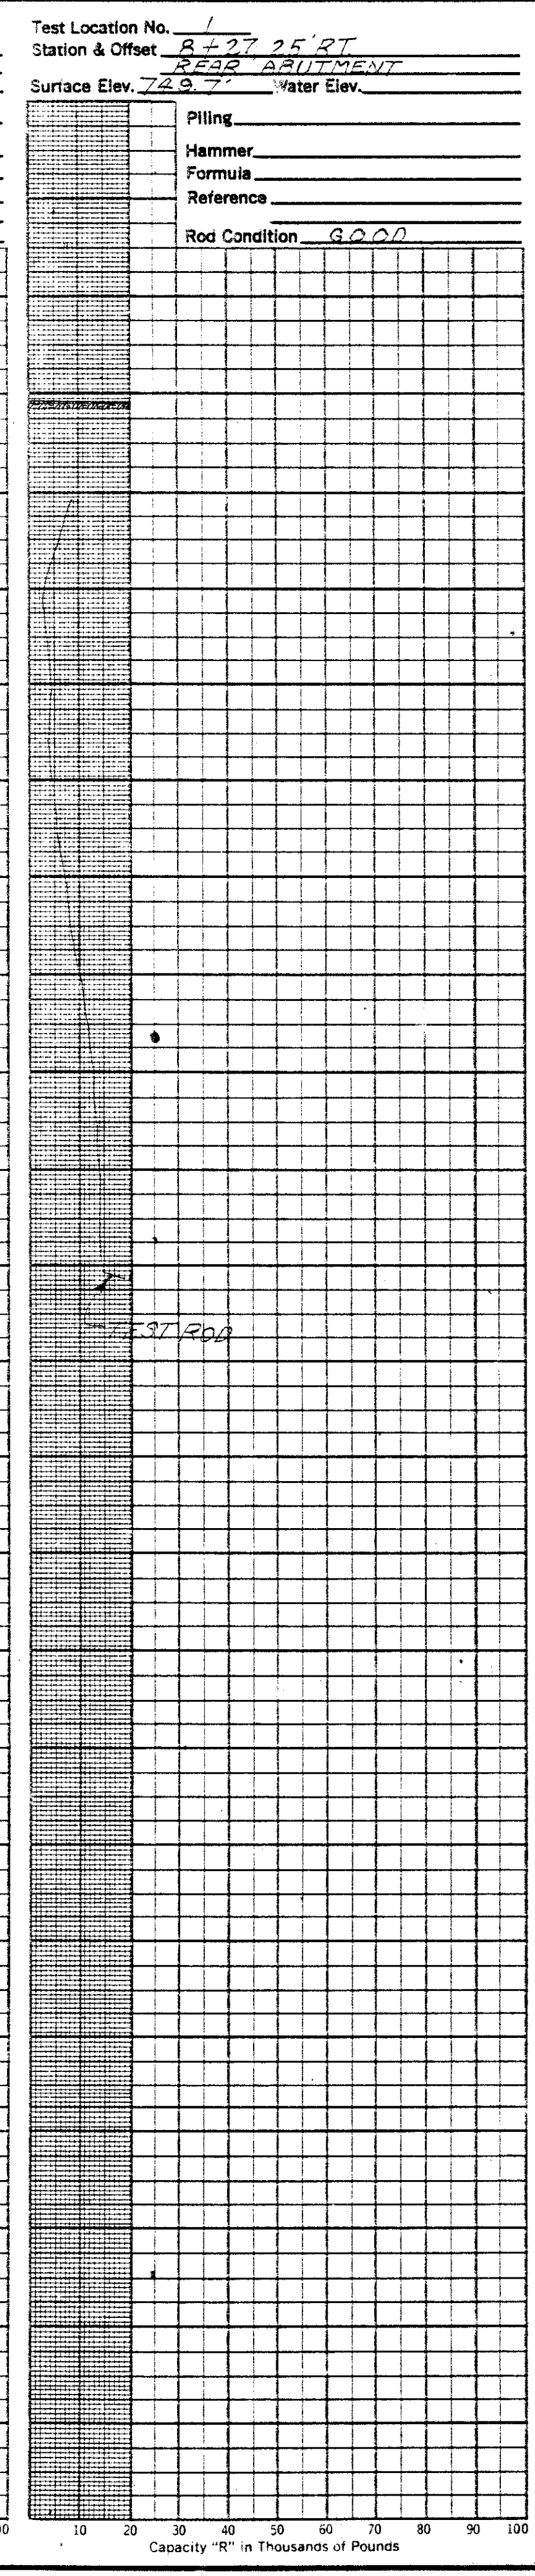 Test Location No. 1
Station & Offset 8+27, 25' RT.
REAR ABUTMENT
Surface Elev. 749.7' Water Elev.
Piling
Hammer
Formula
Reference
Rod Condition GOOD
TEST ROD
00 10 20 30 40 50 60 70 80 90 100
Capacity "R" in Thousands of Pounds